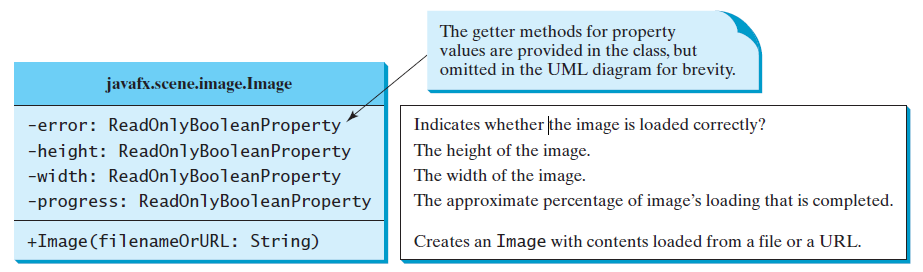 The getter methods for property
values are provided in the class, but
omitted in the UML diagram for brevity.
javafx.scene.image.Image
-error: ReadOnlyBooleanProperty
-height: ReadOnlyBooleanProperty
-width: ReadOnlyBooleanProperty
-progress: ReadOnlyBooleanProperty
+Image(filenameOrURL: String)
Indicates whether the image is loaded correctly?
The height of the image.
The width of the image.
The approximate percentage of image's loading that is completed.
Creates an Image with contents loaded from a file or a URL.